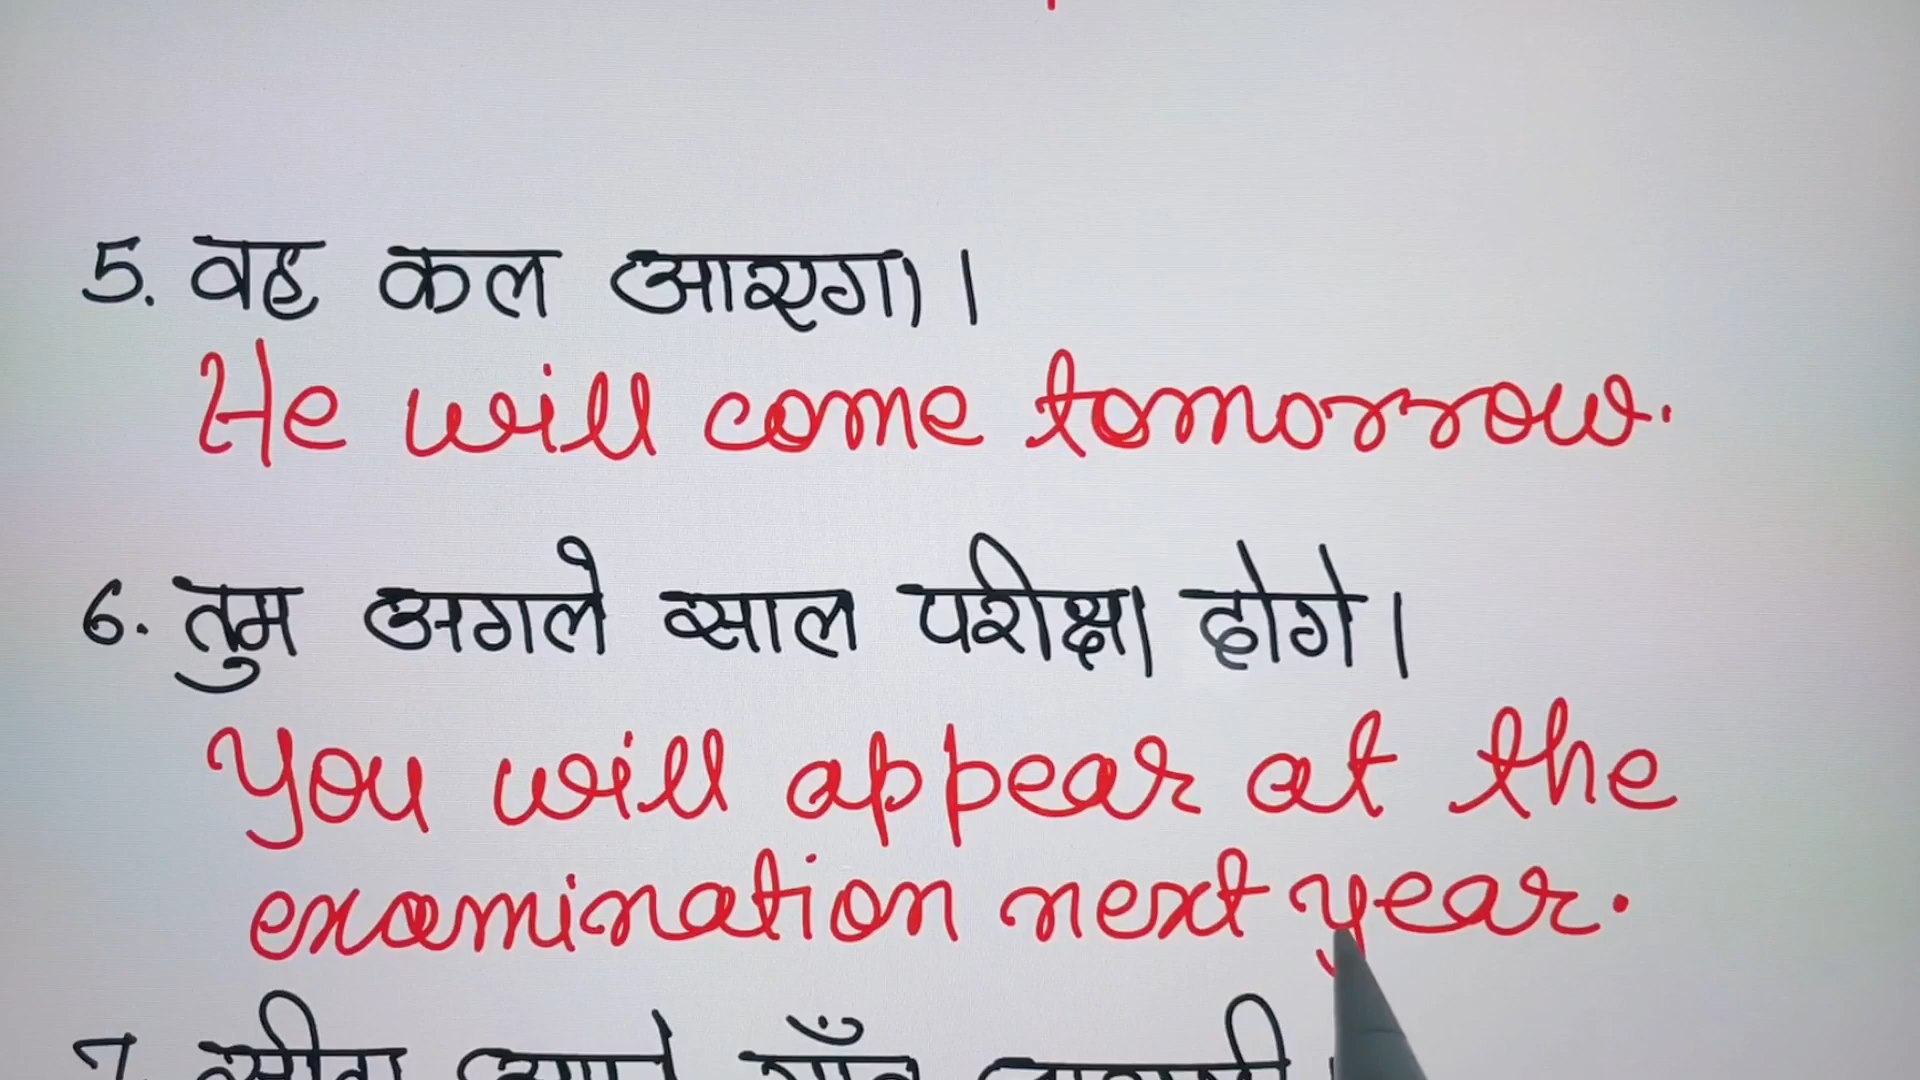 5. वह कल आएगा।
He will come tomorrow.
6. तुम अगले साल परीक्षा दोगे।
You will appear at the
examination next year.
7.